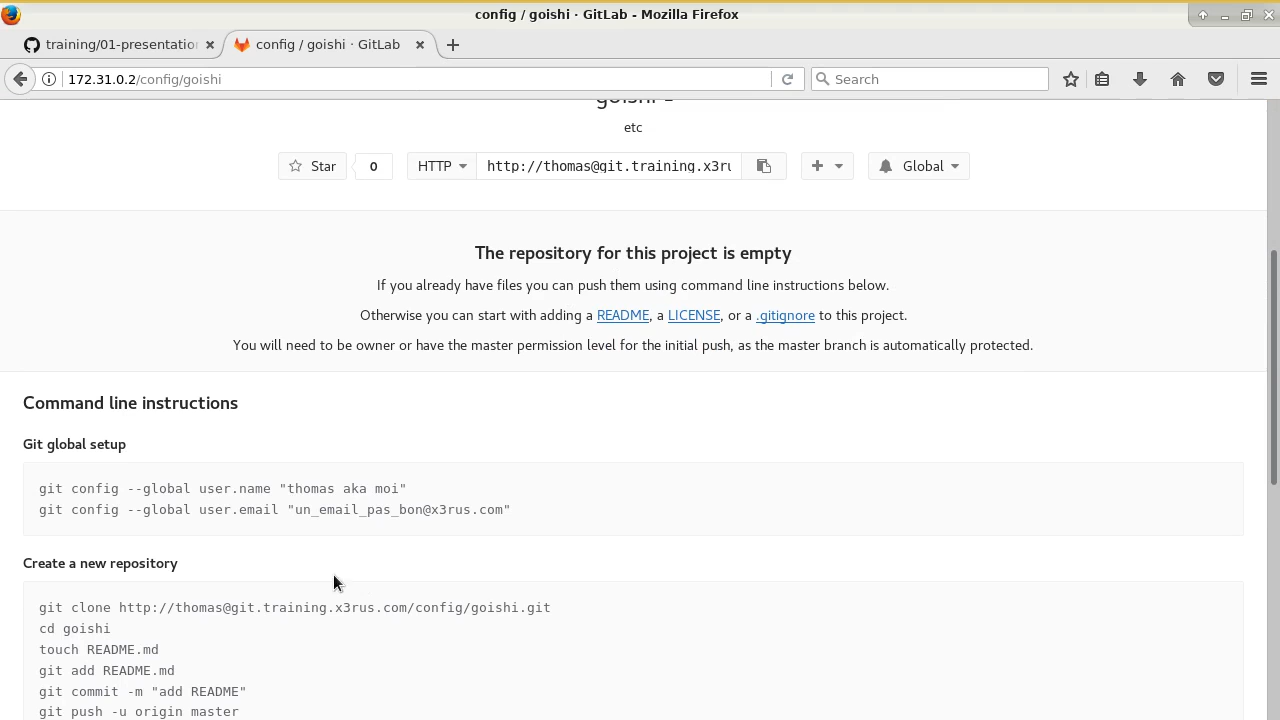 config / goishi · GitLab - Mozilla Firefox
training/01-presentatio
config / goishi · GitLab
172.31.0.2/config/goishi
Search
etc
Star
0
HTTP
http://thomas@git.training.x3ru
Global
The repository for this project is empty
If you already have files you can push them using command line instructions below.
Otherwise you can start with adding a README, a LICENSE, or a .gitignore to this project.
You will need to be owner or have the master permission level for the initial push, as the master branch is automatically protected.
Command line instructions
Git global setup
git config --global user.name "thomas aka moi"
git config --global user.email "un_email_pas_bon@x3rus.com"
Create a new repository
git clone http://thomas@git.training.x3rus.com/config/goishi.git
cd goishi
touch README.md
git add README.md
git commit -m "add README"
git push -u origin master